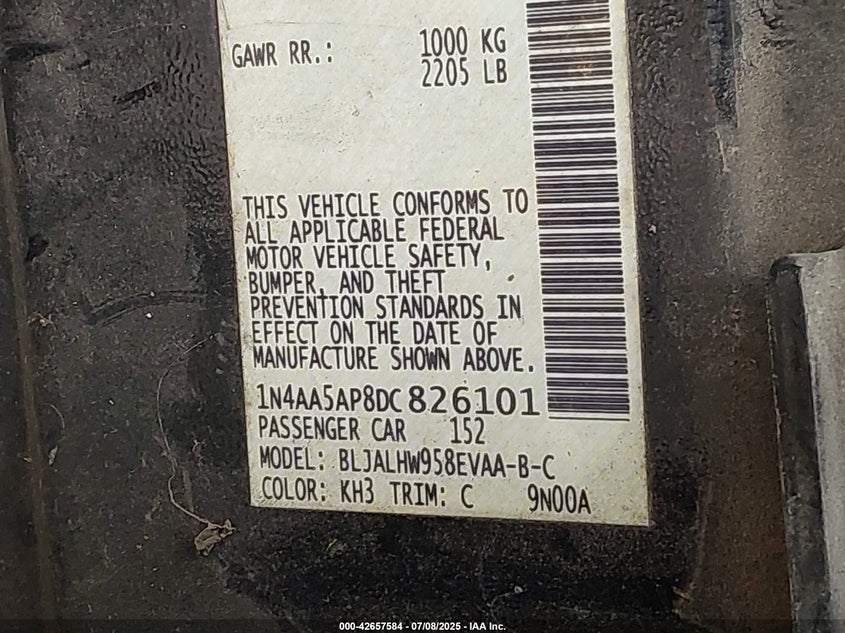 GAWR RR.: 1000 KG
2205 LB
THIS VEHICLE CONFORMS TO
ALL APPLICABLE FEDERAL
MOTOR VEHICLE SAFETY,
BUMPER, AND THEFT
PREVENTION STANDARDS IN
EFFECT ON THE DATE OF
MANUFACTURE SHOWN ABOVE.
1N4AA5AP8DC826101
PASSENGER CAR 152
MODEL: BLJALHW958EVAA-B-C
COLOR: KH3 TRIM: C 9N00A
000-42657584 - 07/08/2025 - IAA Inc.